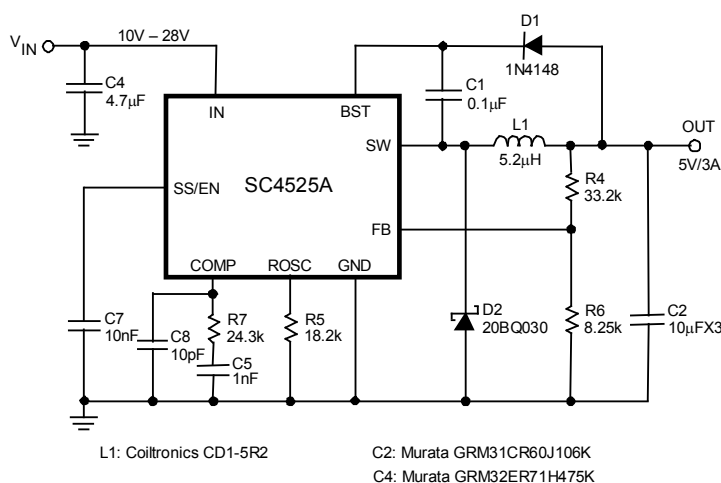 D1
V IN
10V – 28V
1N4148
C4
4.7µF
C1
0.1µF
IN
BST
L1
OUT
SW
5.2µH
5V/3A
SS/EN
SC4525A
R4
33.2k
FB
COMP
ROSC
GND
C7
10nF
C8
10pF
R7
24.3k
R5
18.2k
D2
20BQ030
R6
8.25k
C2
10µFX3
C5
1nF
L1: Coiltronics CD1-5R2
C2: Murata GRM31CR60J106K
C4: Murata GRM32ER71H475K